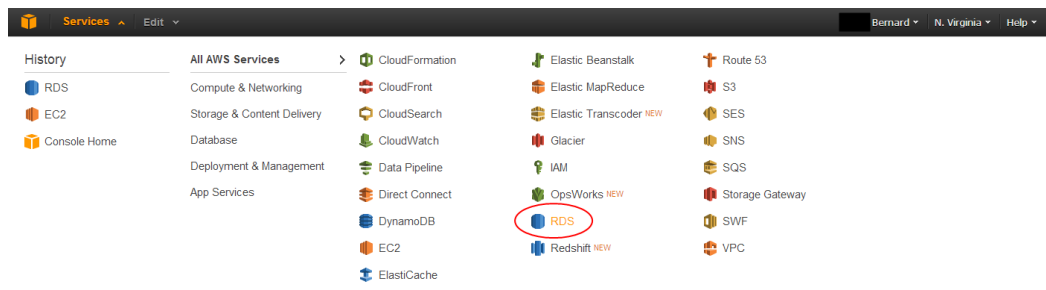 Services Edit Bernard N. Virginia Help
History
RDS
EC2
Console Home
All AWS Services
Compute & Networking
Storage & Content Delivery
Database
Deployment & Management
App Services
CloudFormation
CloudFront
CloudSearch
CloudWatch
Data Pipeline
Direct Connect
DynamoDB
EC2
ElastiCache
Elastic Beanstalk
Elastic MapReduce
Elastic Transcoder NEW
Glacier
IAM
OpsWorks NEW
RDS
Redshift NEW
Route 53
S3
SES
SNS
SQS
Storage Gateway
SWF
VPC